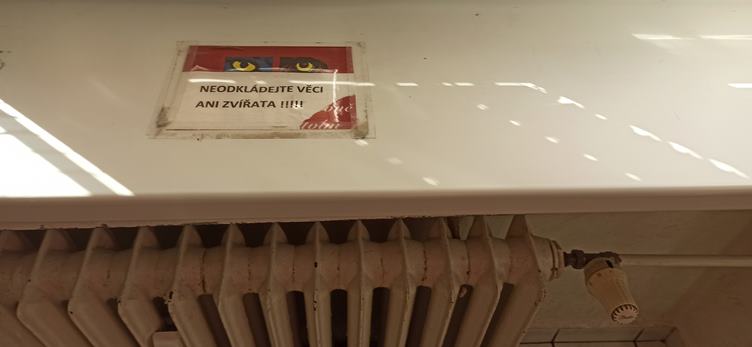 NEODKLÁDEJTE VĚCI
ANI ZVÍŘATA !!!!!